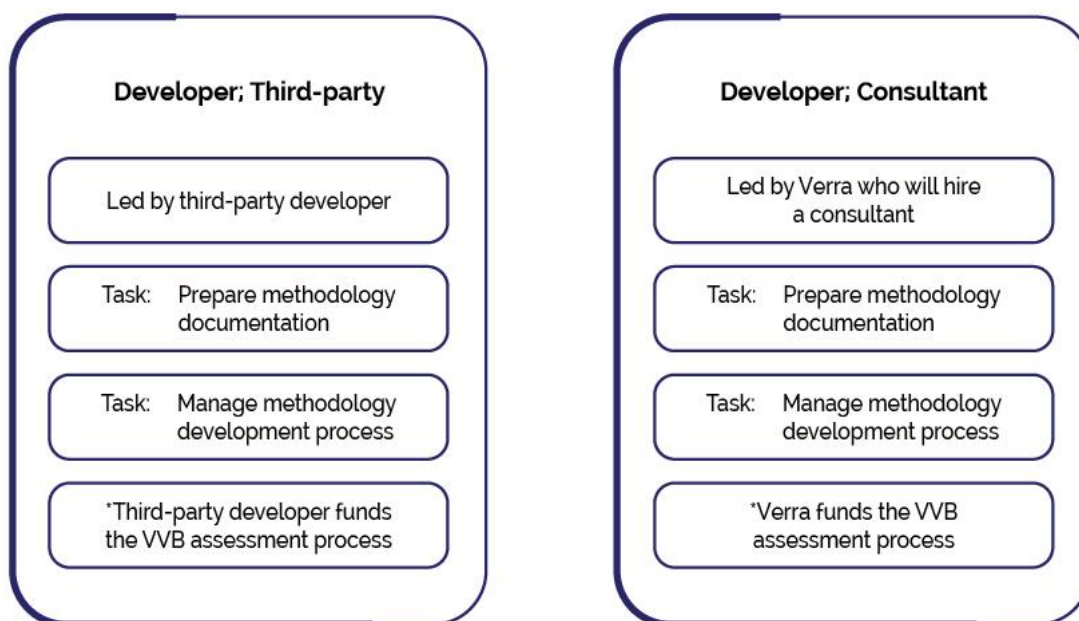 Developer; Third-party
Led by third-party developer
Task: Prepare methodology
documentation
Task: Manage methodology
development process
*Third-party developer funds
the VVB assessment process
Developer; Consultant
Led by Verra who will hire
a consultant
Task: Prepare methodology
documentation
Task: Manage methodology
development process
*Verra funds the VVB
assessment process